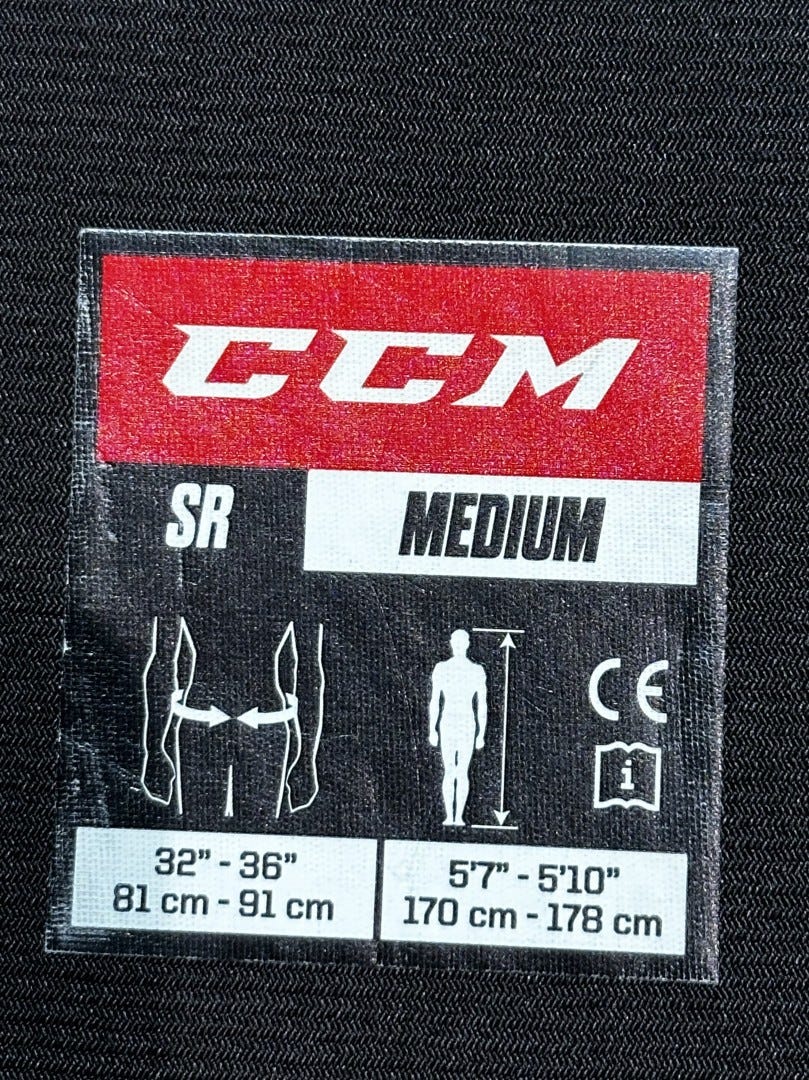 CCM
SR MEDIUM
CE
i
32” - 36”
81 cm - 91 cm
5'7” - 5'10”
170 cm - 178 cm